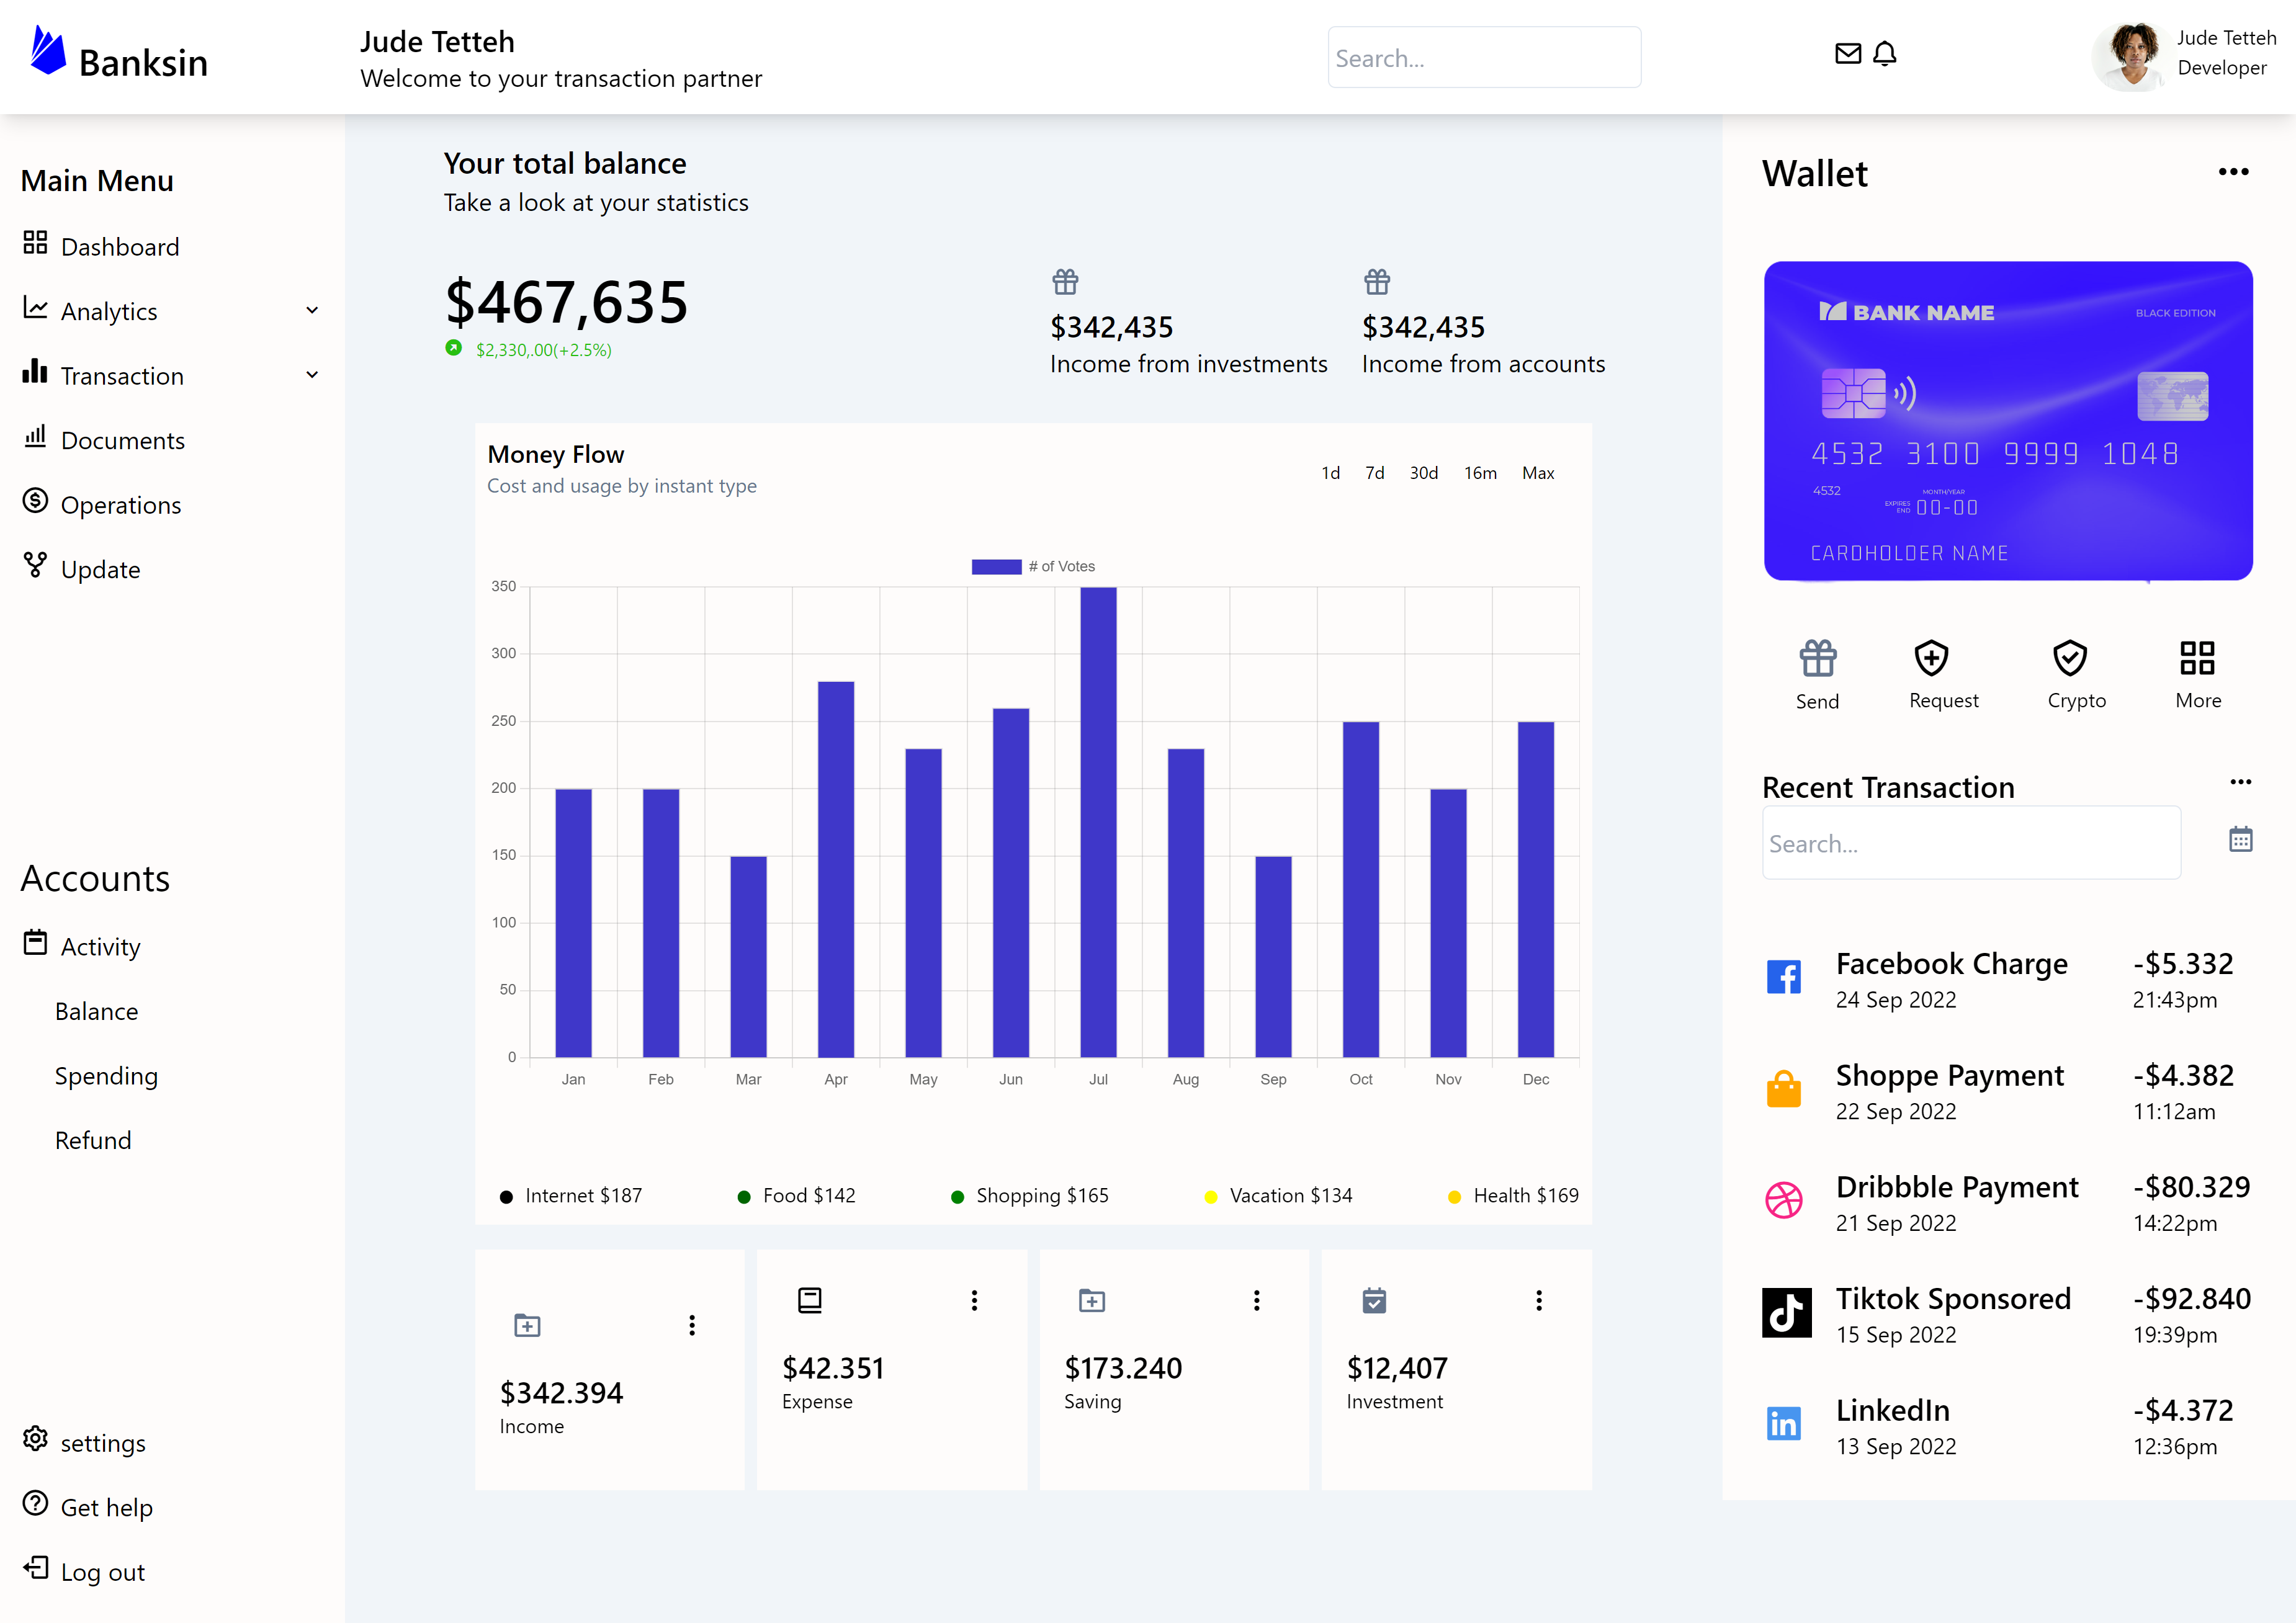 Banksin
Jude Tetteh
Welcome to your transaction partner
Search...
Jude Tetteh
Developer
Main Menu
Dashboard
Analytics
Transaction
Documents
Operations
Update
Accounts
Activity
Balance
Spending
Refund
settings
Get help
Log out
Your total balance
Take a look at your statistics
$467,635
$2,330,.00(+2.5%)
$342,435
Income from investments
$342,435
Income from accounts
Money Flow
Cost and usage by instant type
1d 7d 30d 16m Max
# of Votes
350
300
250
200
150
100
50
0
Jan Feb Mar Apr May Jun Jul Aug Sep Oct Nov Dec
Internet $187 Food $142 Shopping $165 Vacation $134 Health $169
$342.394
Income
$42.351
Expense
$173.240
Saving
$12,407
Investment
Wallet
BANK NAME BLACK EDITION
4532 3100 9999 1048
4532
MONTH/YEAR
EXPIRES
END
00-00
CARDHOLDER NAME
Send Request Crypto More
Recent Transaction
Search...
Facebook Charge -$5.332
24 Sep 2022 21:43pm
Shoppe Payment -$4.382
22 Sep 2022 11:12am
Dribbble Payment -$80.329
21 Sep 2022 14:22pm
Tiktok Sponsored -$92.840
15 Sep 2022 19:39pm
LinkedIn -$4.372
13 Sep 2022 12:36pm